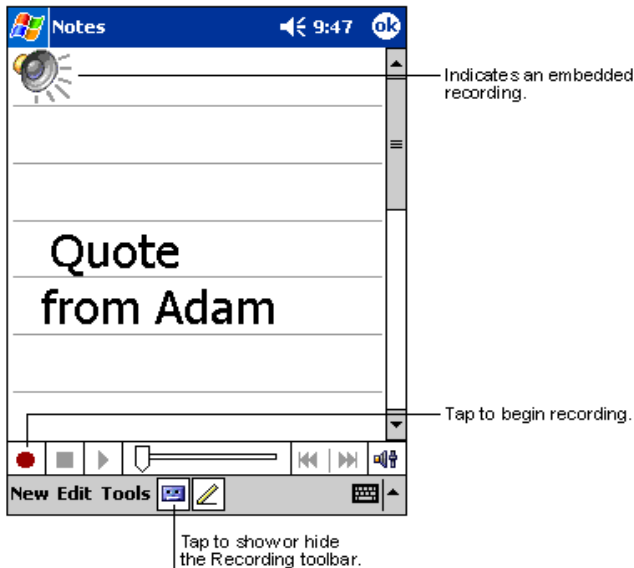 Notes 9:47 ok
Indicates an embedded
recording.
Quote
from Adam
Tap to begin recording.
New Edit Tools
Tap to show or hide
the Recording toolbar.